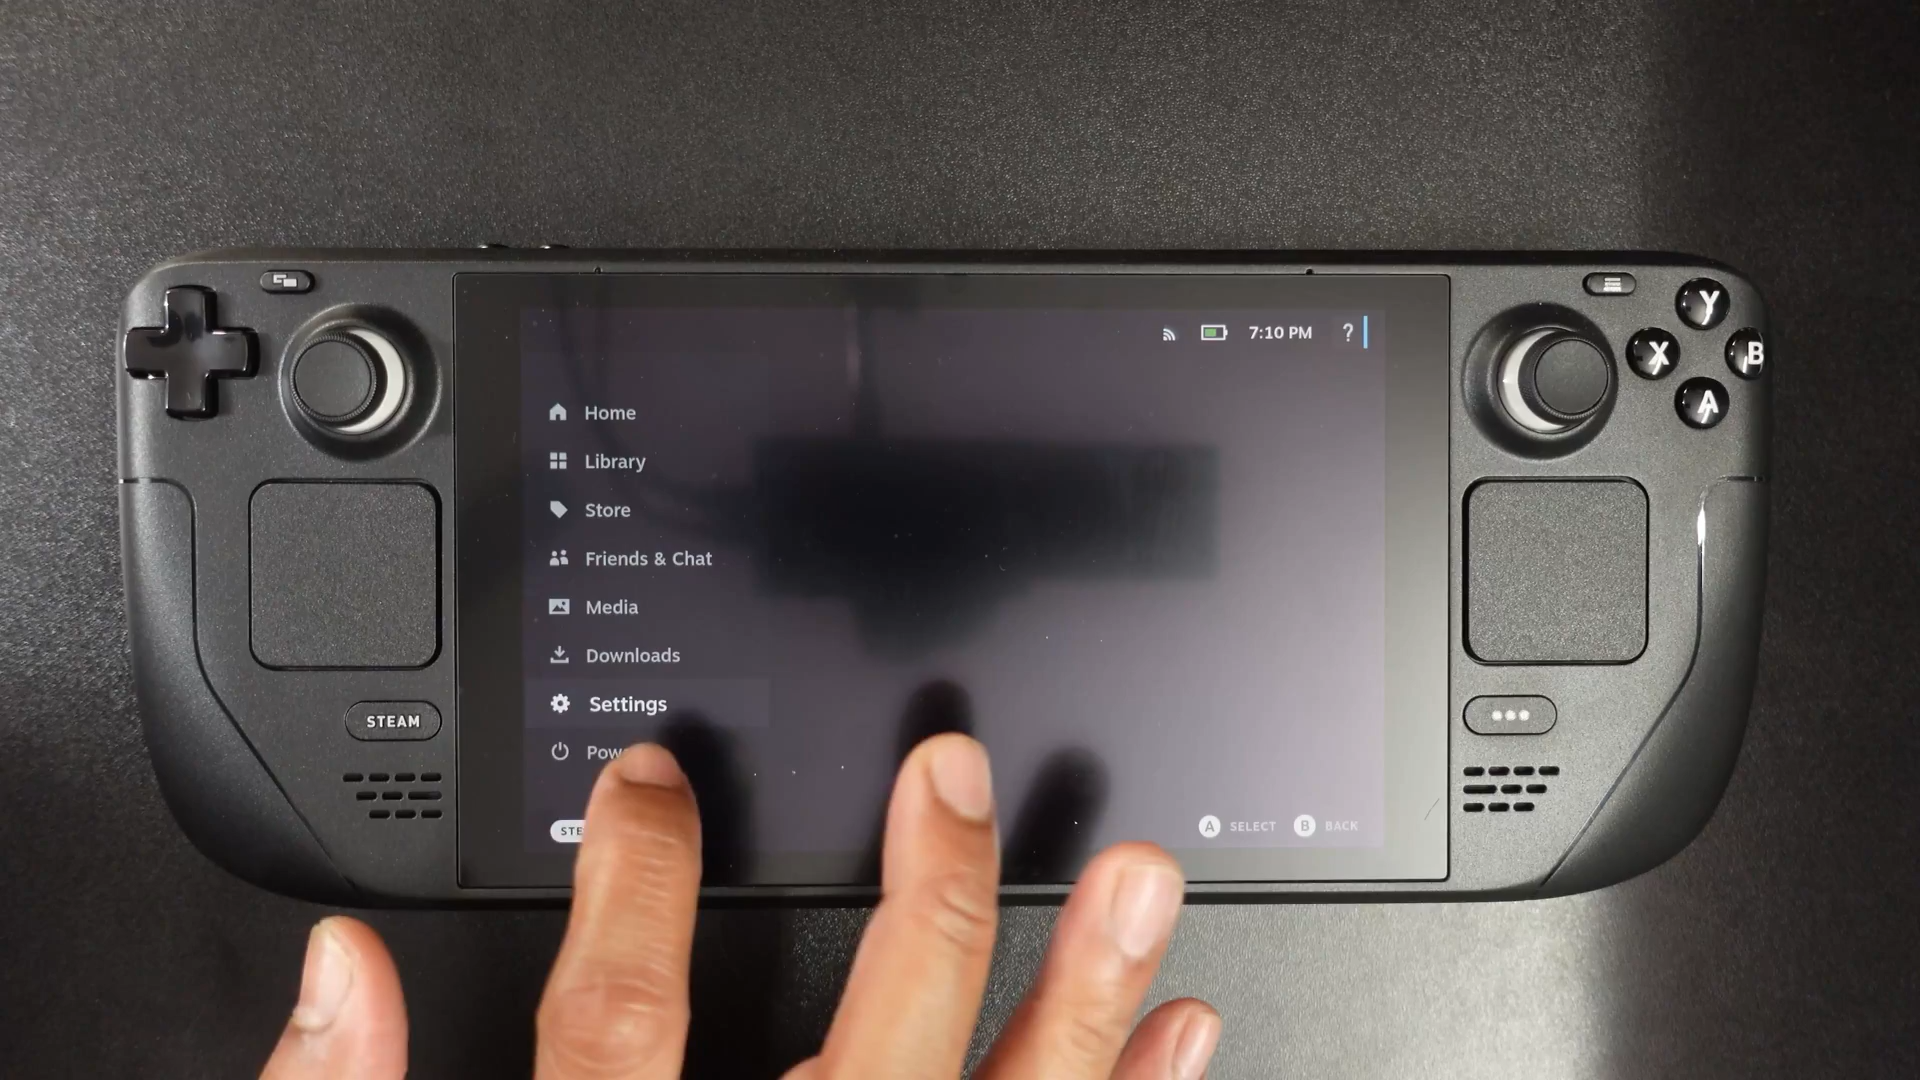 7:10 PM ?
Home
Library
Store
Friends & Chat
Media
Downloads
Settings
A SELECT B BACK
STEAM
Y
X
B
A